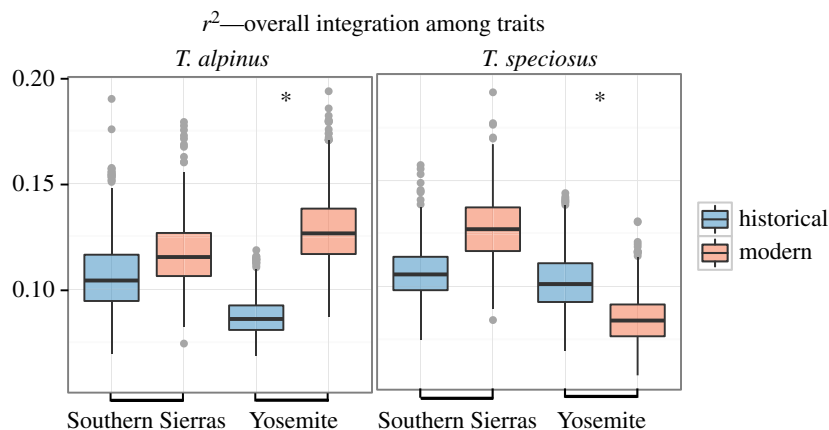 r²—overall integration among traits
T. alpinus T. speciosus
0.20
* *
0.15
historical
modern
0.10
Southern Sierras Yosemite Southern Sierras Yosemite